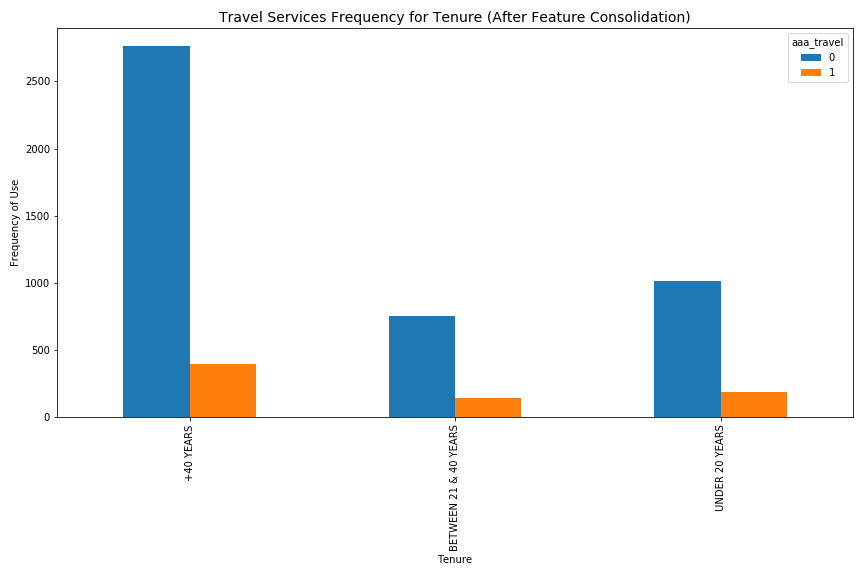 Travel Services Frequency for Tenure (After Feature Consolidation)
aaa_travel
0
1
Frequency of Use
2500
2000
1500
1000
500
0
+40 YEARS
BETWEEN 21 & 40 YEARS
UNDER 20 YEARS
Tenure